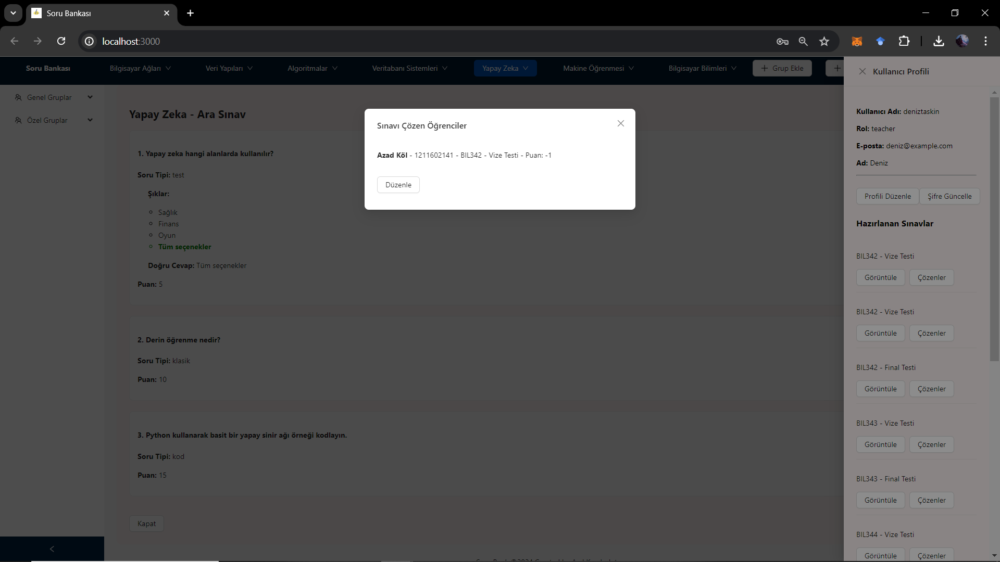 Soru Bankası
localhost:3000
Soru Bankası
Bilgisayar Ağları
Veri Yapıları
Algoritmalar
Veritabanı Sistemleri
Yapay Zeka
Makine Öğrenmesi
Bilgisayar Bilimleri
+ Grup Ekle
+
Genel Gruplar
Özel Gruplar
Yapay Zeka - Ara Sınav
1. Yapay zeka hangi alanlarda kullanılır?
Soru Tipi: test
Şıklar:
Sağlık
Finans
Oyun
Tüm seçenekler
Doğru Cevap: Tüm seçenekler
Puan: 5
2. Derin öğrenme nedir?
Soru Tipi: klasik
Puan: 10
3. Python kullanarak basit bir yapay sinir ağı örneği kodlayın.
Soru Tipi: kod
Puan: 15
Kapat
Sınavı Çözen Öğrenciler
Azad Köl - 1211602141 - BIL342 - Vize Testi - Puan: -1
Düzenle
Kullanıcı Profili
Kullanıcı Adı: deniztaskin
Rol: teacher
E-posta: deniz@example.com
Ad: Deniz
Profili Düzenle Şifre Güncelle
Hazırlanan Sınavlar
BIL342 - Vize Testi
Görüntüle Çözenler
BIL342 - Vize Testi
Görüntüle Çözenler
BIL342 - Final Testi
Görüntüle Çözenler
BIL343 - Vize Testi
Görüntüle Çözenler
BIL343 - Final Testi
Görüntüle Çözenler
BIL344 - Vize Testi
Görüntüle Çözenler